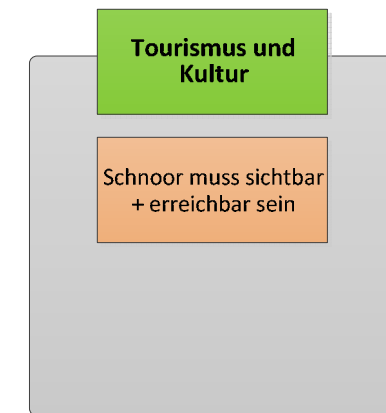 Tourismus und
Kultur
Schnoor muss sichtbar
+ erreichbar sein